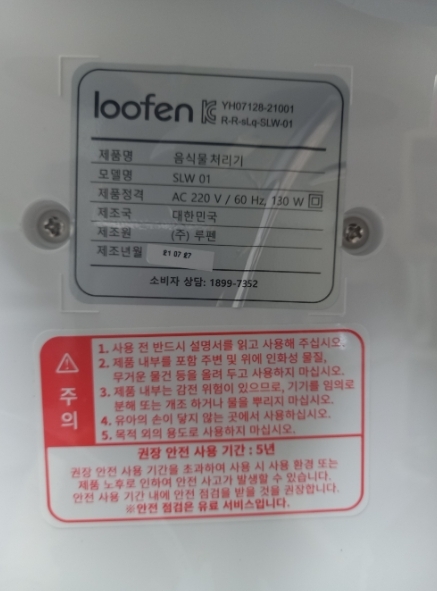 loofen
YH07128-21001
R-R-sLq-SLW-01
제품명 음식물처리기
모델명 SLW 01
제품정격 AC 220 V / 60 Hz, 130 W
제조국 대한민국
제조원 (주) 루펜
제조년월 21 07 27
소비자 상담: 1899-7352
주의
1. 사용 전 반드시 설명서를 읽고 사용해 주십시오.
2. 제품 내부를 포함 주변 및 위에 인화성 물질,
무거운 물건 등을 올려 두고 사용하지 마십시오.
3. 제품 내부는 감전 위험이 있으므로, 기기를 임의로
분해 또는 개조 하거나 물을 뿌리지 마십시오.
4. 유아의 손이 닿지 않는 곳에서 사용하십시오.
5. 목적 외의 용도로 사용하지 마십시오.
권장 안전 사용 기간 : 5년
권장 안전 사용 기간을 초과하여 사용 시 사용 환경 또는
제품 노후로 인하여 안전 사고가 발생할 수 있습니다.
안전 사용 기간 내에 안전 점검을 받을 것을 권장합니다.
※안전 점검은 유료 서비스입니다.